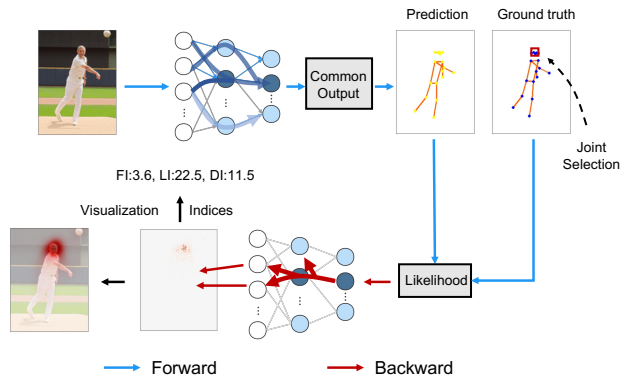 Prediction
Ground truth
Common
Output
Joint
Selection
FI:3.6, LI:22.5, DI:11.5
Visualization
Indices
Likelihood
Forward
Backward